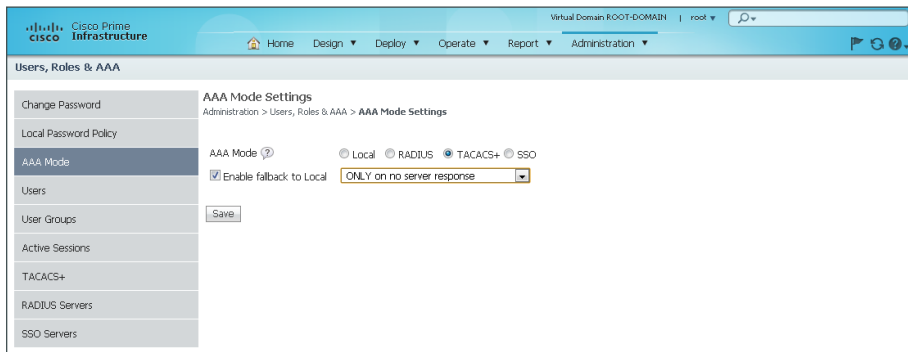 Virtual Domain ROOT-DOMAIN | root
cisco Cisco Prime Infrastructure
Home Design Deploy Operate Report Administration
Users, Roles & AAA
Change Password
Local Password Policy
AAA Mode
Users
User Groups
Active Sessions
TACACS+
RADIUS Servers
SSO Servers
AAA Mode Settings
Administration > Users, Roles & AAA > AAA Mode Settings
AAA Mode ? Local RADIUS TACACS+ SSO
Enable fallback to Local ONLY on no server response
Save